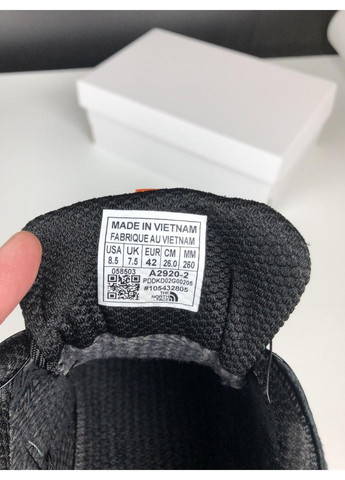 MADE IN VIETNAM
FABRIQUE AU VIETNAM
USA UK EUR CM MM
8.5 7.5 42 26.0 260
058503 A2920-2
PDDKD02G00205
#105432805
THE
NORTH
FACE